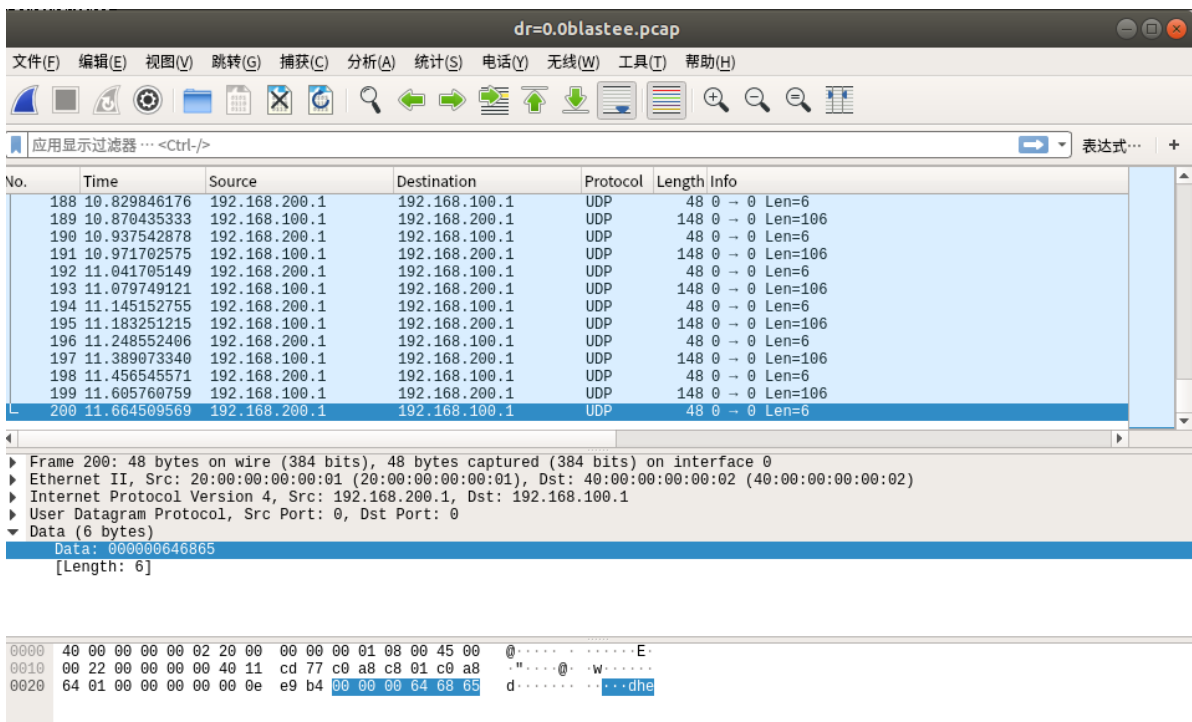 dr=0.0blastee.pcap
文件(F) 编辑(E) 视图(V) 跳转(G) 捕获(C) 分析(A) 统计(S) 电话(Y) 无线(W) 工具(T) 帮助(H)
应用显示过滤器 … <Ctrl-/> 表达式… +
No. Time Source Destination Protocol Length Info
188 10.829846176 192.168.200.1 192.168.100.1 UDP 48 0 → 0 Len=6
189 10.870435333 192.168.100.1 192.168.200.1 UDP 148 0 → 0 Len=106
190 10.937542878 192.168.200.1 192.168.100.1 UDP 48 0 → 0 Len=6
191 10.971702575 192.168.100.1 192.168.200.1 UDP 148 0 → 0 Len=106
192 11.041705149 192.168.200.1 192.168.100.1 UDP 48 0 → 0 Len=6
193 11.079749121 192.168.100.1 192.168.200.1 UDP 148 0 → 0 Len=106
194 11.145152755 192.168.200.1 192.168.100.1 UDP 48 0 → 0 Len=6
195 11.183251215 192.168.100.1 192.168.200.1 UDP 148 0 → 0 Len=106
196 11.248552406 192.168.200.1 192.168.100.1 UDP 48 0 → 0 Len=6
197 11.389073340 192.168.100.1 192.168.200.1 UDP 148 0 → 0 Len=106
198 11.456545571 192.168.200.1 192.168.100.1 UDP 48 0 → 0 Len=6
199 11.605760759 192.168.100.1 192.168.200.1 UDP 148 0 → 0 Len=106
200 11.664509569 192.168.200.1 192.168.100.1 UDP 48 0 → 0 Len=6
Frame 200: 48 bytes on wire (384 bits), 48 bytes captured (384 bits) on interface 0
Ethernet II, Src: 20:00:00:00:00:01 (20:00:00:00:00:01), Dst: 40:00:00:00:00:02 (40:00:00:00:00:02)
Internet Protocol Version 4, Src: 192.168.200.1, Dst: 192.168.100.1
User Datagram Protocol, Src Port: 0, Dst Port: 0
Data (6 bytes)
Data: 000000646865
[Length: 6]
0000 40 00 00 00 00 02 20 00 00 00 00 01 08 00 45 00 @····· · ······E·
0010 00 22 00 00 00 00 40 11 cd 77 c0 a8 c8 01 c0 a8 ·"····@· ·w······
0020 64 01 00 00 00 00 00 0e e9 b4 00 00 00 64 68 65 d······· ·····dhe